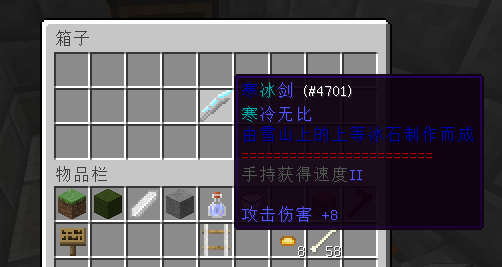 箱子
寒冰剑 (#4701)
寒冷无比
白雪山上的上等冰石制作而成
--------------------
手持获得速度II
物品栏
攻击伤害 +8
8
58